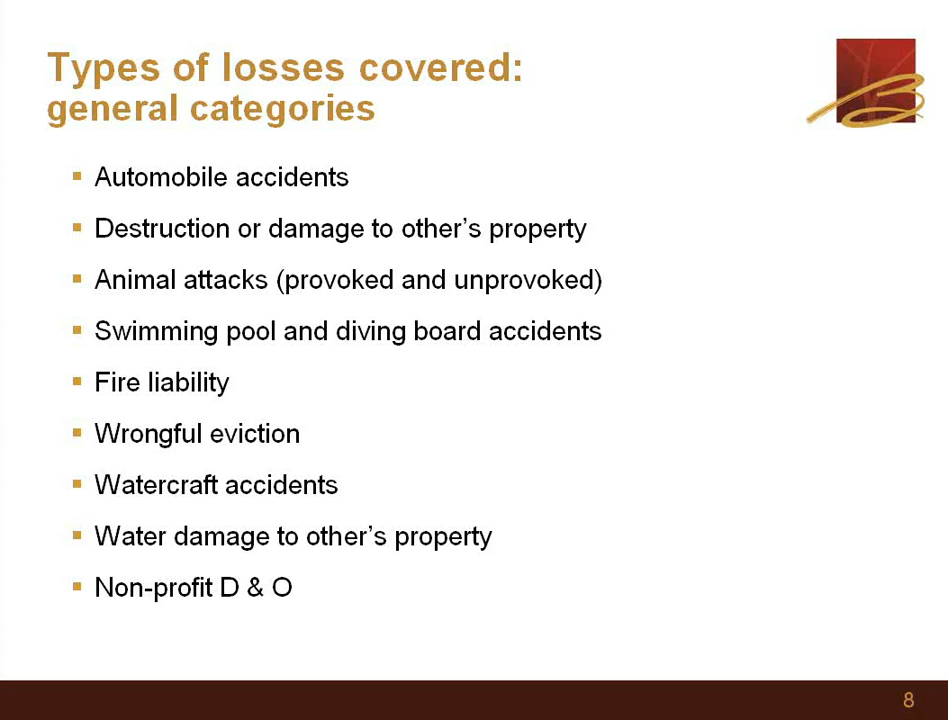 Types of losses covered:
general categories
Automobile accidents
Destruction or damage to other’s property
Animal attacks (provoked and unprovoked)
Swimming pool and diving board accidents
Fire liability
Wrongful eviction
Watercraft accidents
Water damage to other’s property
Non-profit D & O
8